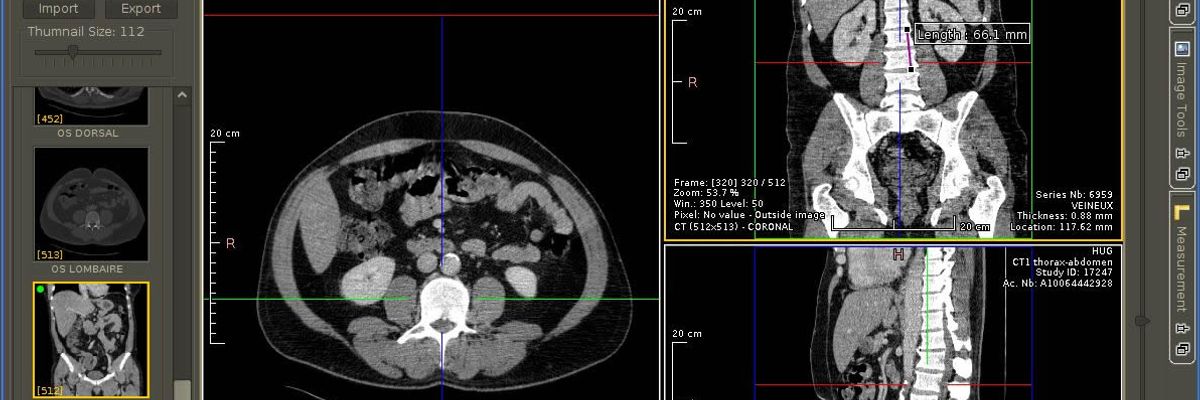 Import
Export
Thumnail Size: 112
[452]
OS DORSAL
[513]
OS LOMBAIRE
[512]
20 cm
R
20 cm
Length : 66.1 mm
R
Frame: [320] 320 / 512
Zoom: 53.7 %
Win.: 350 Level: 50
Pixel: No value - Outside image
CT (512x513) - CORONAL
20 cm
Series Nb: 6959
VEINEUX
Thickness: 0.88 mm
Location: 117.62 mm
H
HUG
CT1 thorax-abdomen
Study ID: 17247
Ac. Nb: A10064442928
20 cm
Image Tools
Measurement